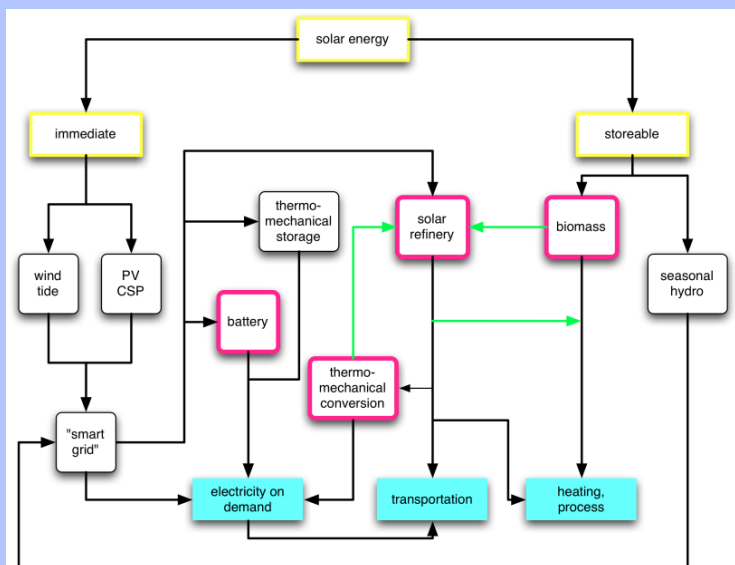 solar energy
immediate
storeable
thermo-
mechanical
storage
solar
refinery
biomass
wind
tide
PV
CSP
seasonal
hydro
battery
thermo-
mechanical
conversion
"smart
grid"
electricity on
demand
transportation
heating,
process